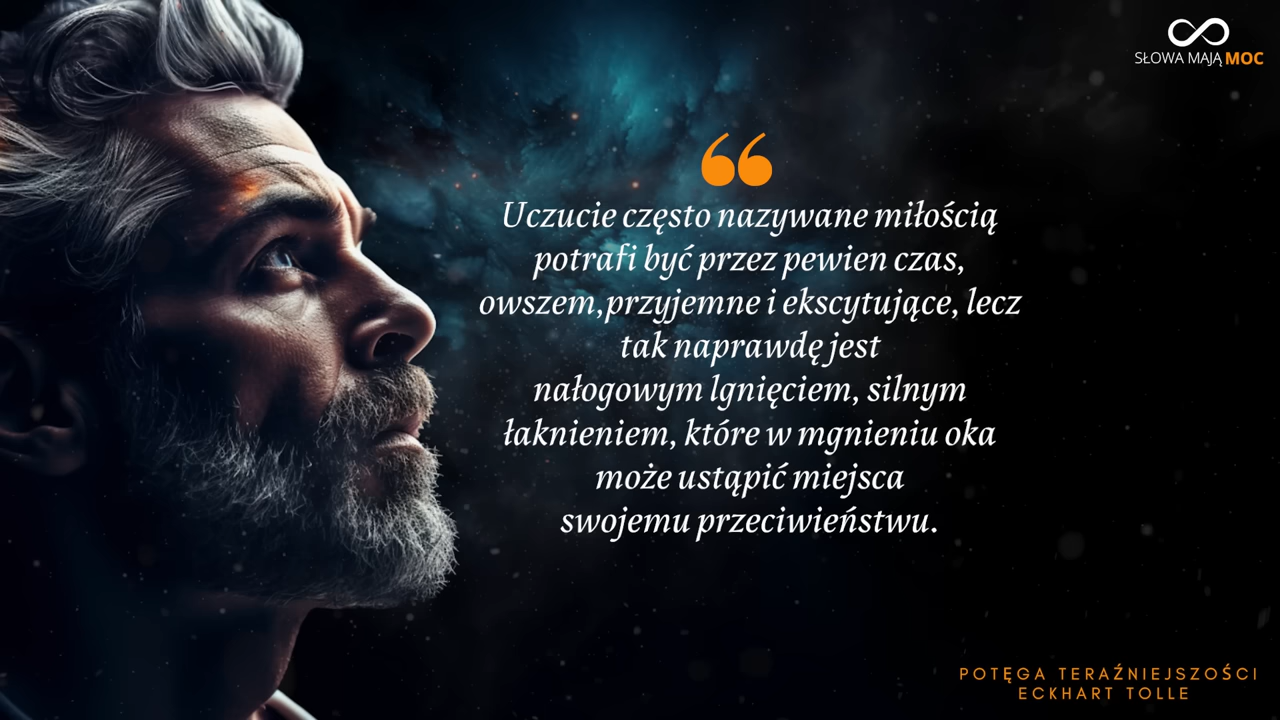 SŁOWA MAJĄ MOC
“
Uczucie często nazywane miłością
potrafi być przez pewien czas,
owszem,przyjemne i ekscytujące, lecz
tak naprawdę jest
nałogowym lgnięciem, silnym
łaknieniem, które w mgnieniu oka
może ustąpić miejsca
swojemu przeciwieństwu.
POTĘGA TERAŹNIEJSZOŚCI
ECKHART TOLLE